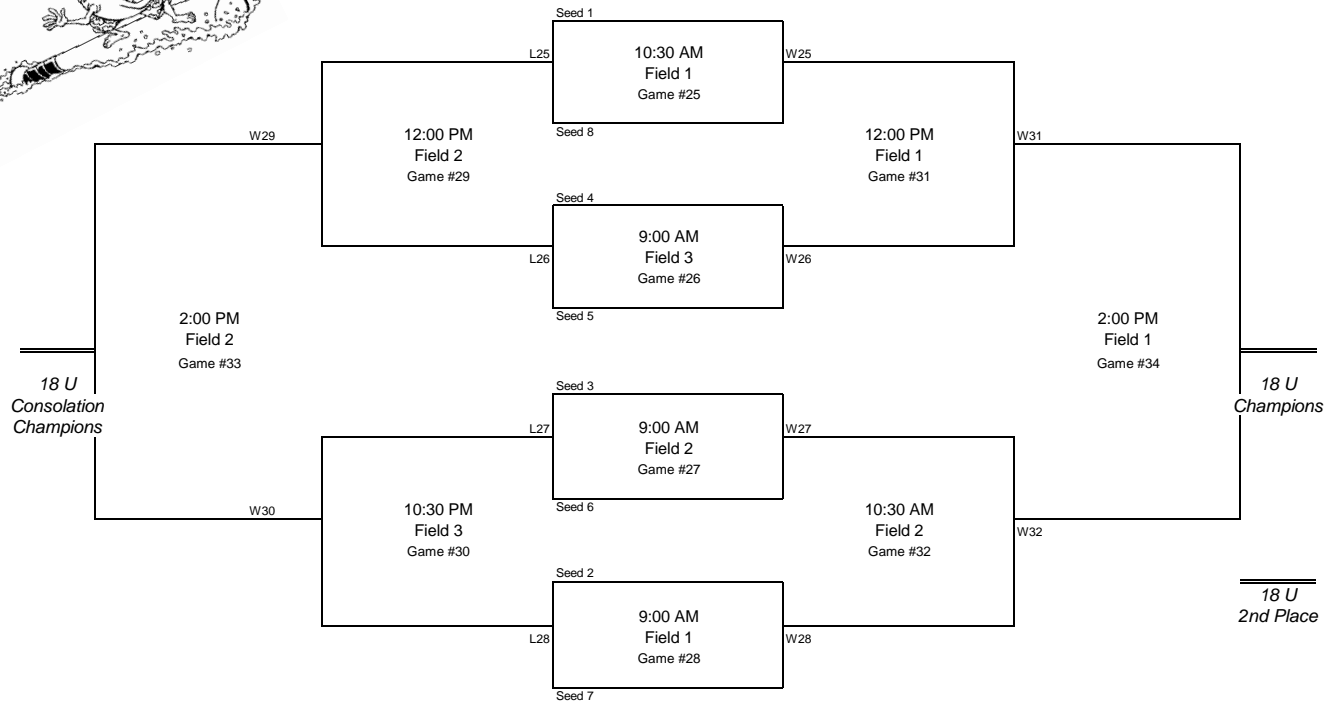 Seed 1
L25
10:30 AM
Field 1
Game #25
W25
Seed 8
W29
12:00 PM
Field 2
Game #29
12:00 PM
Field 1
Game #31
W31
Seed 4
9:00 AM
Field 3
Game #26
L26
W26
Seed 5
2:00 PM
Field 2
Game #33
2:00 PM
Field 1
Game #34
18 U
Consolation
Champions
18 U
Champions
Seed 3
L27
9:00 AM
Field 2
Game #27
W27
Seed 6
W30
10:30 PM
Field 3
Game #30
10:30 AM
Field 2
Game #32
W32
Seed 2
9:00 AM
Field 1
Game #28
L28
W28
Seed 7
18 U
2nd Place